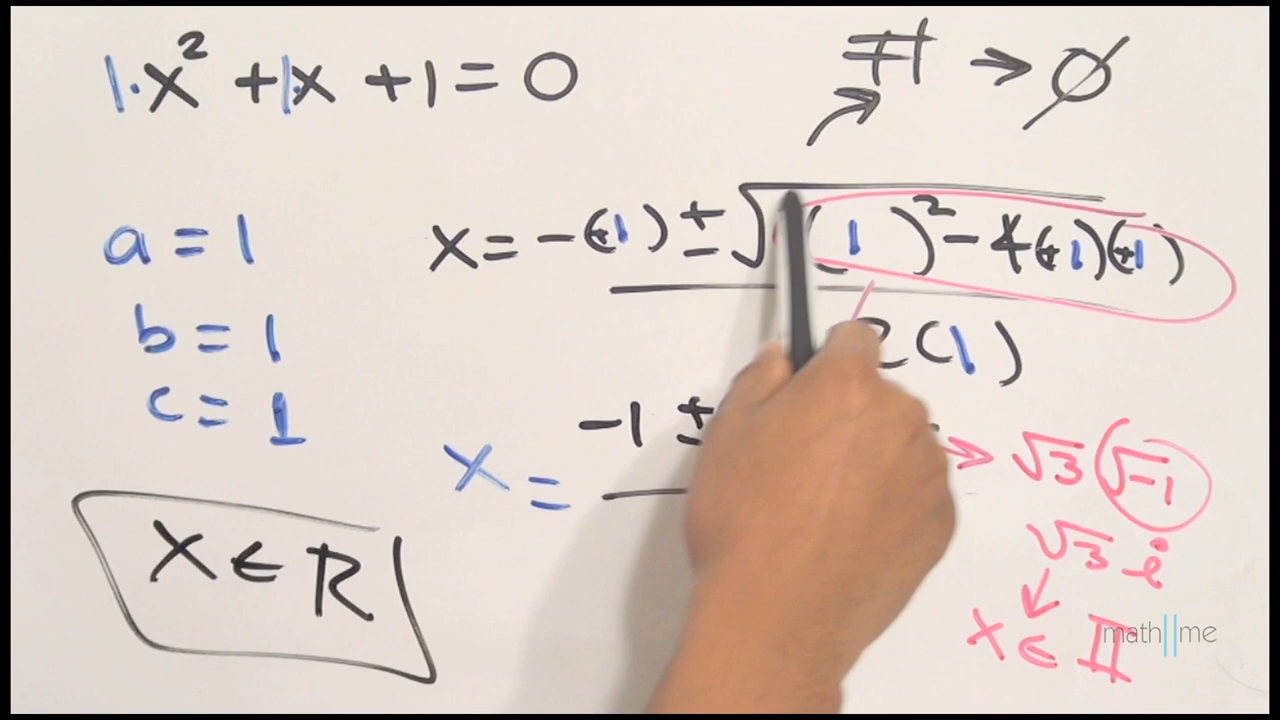 1·x² + 1·x + 1 = 0
∄ → ∅
a = 1
x = -(+1) ± √(1)² - 4(+1)(+1)
b = 1
2(1)
c = 1
x = -1 ±
→ √3 (√-1)
√3 i
x ∈ R
x ∈ II
math||me